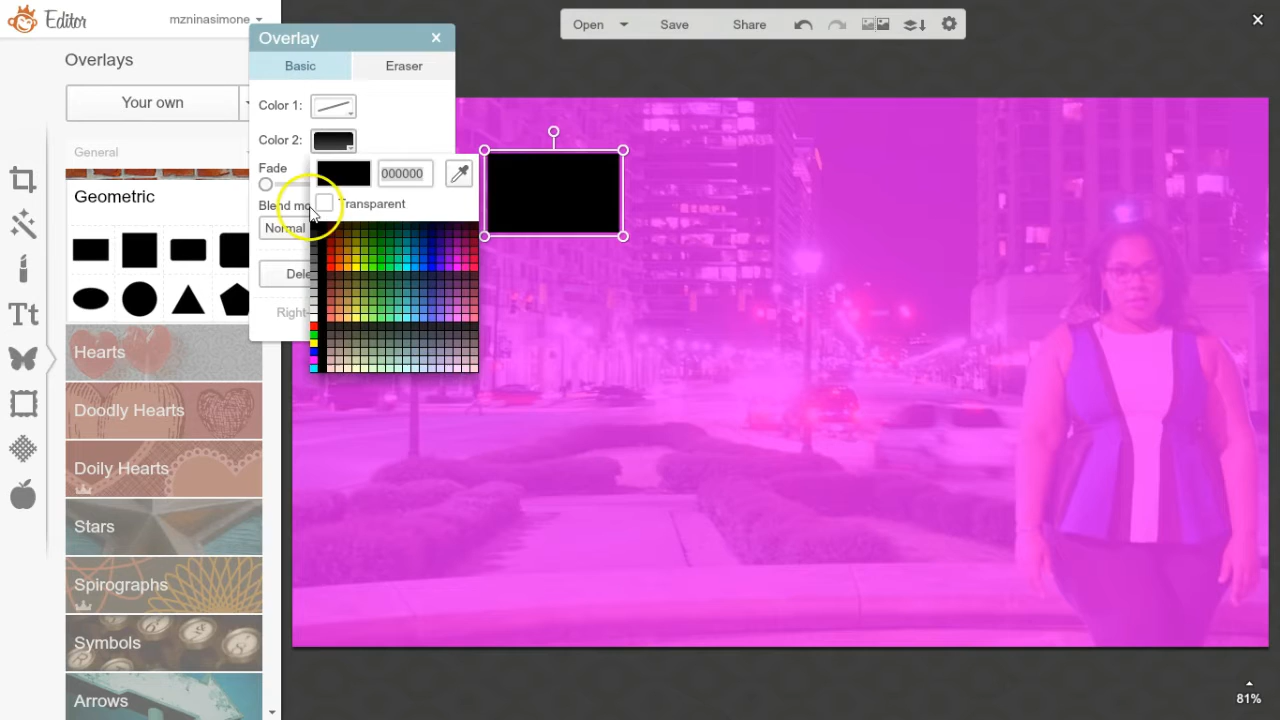 Editor
mzninasimone
Open
Save
Share
Overlay
Overlays
Basic
Eraser
Your own
Color 1:
Color 2:
General
Fade
000000
Geometric
Blend mo
Transparent
Normal
Dele
Right-
Hearts
Doodly Hearts
Doily Hearts
Stars
Spirographs
Symbols
Arrows
Tt
81%